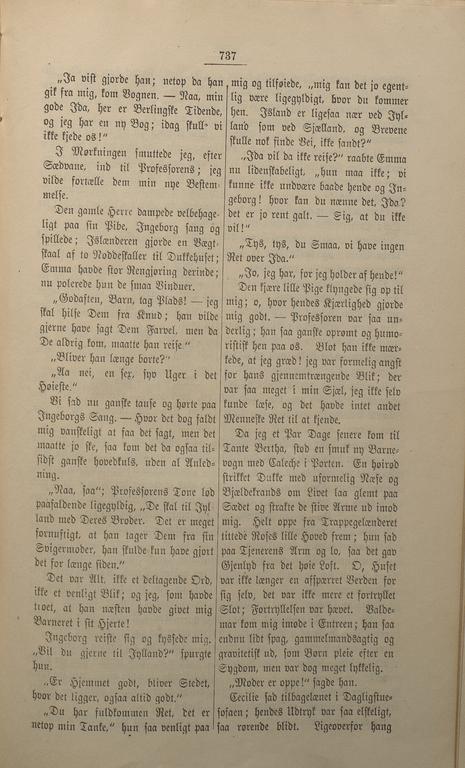 737
„Ja vist gjorde han; netop da han
gik fra mig, kom Vognen. — Naa, min
gode Ida, her er Berlingske Tidende,
og jeg har en ny Bog; idag skull' vi
ikke kjede os!“
I Mørkningen smuttede jeg, efter
Sædvane, ind til Professorens; jeg
vilde fortælle dem min nye Bestem-
melse.
Den gamle Herre dampede velbehage-
ligt paa sin Pibe, Ingeborg sang og
spillede; Islænderen gjorde en Vægt-
skaal af to Nøddeskaller til Dukkehuset;
Emma havde stor Rengjøring derinde;
nu polerede hun de smaa Vinduer.
„Godaften, Barn, tag Plads! — jeg
skal hilse Dem fra Knud; han vilde
gjerne have sagt Dem Farvel, men da
De aldrig kom, maatte han reise.“
„Bliver han længe borte?“
„Aa nei, en sex, syv Uger i det
Høieste.“
Vi sad nu ganske tause og hørte paa
Ingeborgs Sang. — Hvor det dog faldt
mig vanskeligt at faa det sagt, men det
maatte jo ske, saa kom det da ogsaa til-
sidst ganske hovedkuls, uden al Anled-
ning.
„Naa, saa“; Professorens Tone lød
paafaldende ligegyldig, „De skal til Jyl-
land med Deres Broder. Det er meget
fornuftigt, at han tager Dem fra sin
Svigermoder, han skulde kun have gjort
det for længe siden.“
Det var Alt, ikke et deltagende Ord,
ikke et venligt Blik; og jeg, som havde
troet, at han næsten havde givet mig
Barneret i sit Hjerte!
Ingeborg reiste sig og kyssede mig.
„Vil du gjerne til Jylland?“ spurgte
hun.
„Er Hjemmet godt, bliver Stedet,
hvor det ligger, ogsaa altid godt.“
„Du har fuldkommen Ret, det er
netop min Tanke,“ hun saa venligt paa
mig og tilføiede, „mig kan det jo egent-
lig være ligegyldigt, hvor du kommer
hen. Island er ligesaa nær ved Jyl-
land som ved Sjælland, og Brevene
skulle nok finde Vei, ikke sandt?“
„Ida vil da ikke reise?“ raabte Emma
nu lidenskabeligt, „hun maa ikke; vi
kunne ikke undvære baade hende og In-
geborg! hvor kan du nænne det, Ida?
det er jo rent galt. — Sig, at du ikke
vil!“
„Tys, tys, du Smaa, vi have ingen
Ret over Ida.“
„Jo, jeg har, for jeg holder af hende!“
Den kjære lille Pige klyngede sig op til
mig; o, hvor hendes Kjærlighed gjorde
mig godt. — Professoren var saa un-
derlig; han saa ganske oprømt og humo-
ristisk hen paa os. Blot han ikke mær-
kede, at jeg græd! jeg var formelig angst
for hans gjennemtrængende Blik; der
var saa meget i min Sjæl, jeg ikke selv
kunde læse, og det havde intet andet
Menneske Ret til at kjende.
Da jeg et Par Dage senere kom til
Tante Bertha, stod en smuk ny Barne-
vogn med Caleche i Porten. En høirød
strikket Dukke med uformelig Næse og
Bjældekrands om Livet laa glemt paa
Sædet og strakte de stive Arme ud imod
mig. Helt oppe fra Trappegelænderet
tittede Roses lille Hoved frem; hun sad
paa Tjenerens Arm og lo, saa det gav
Gjenlyd fra det høie Loft. O, Huset
var ikke længer en afspærret Verden for
sig selv, det var ikke mere et fortryllet
Slot; Fortryllelsen var hævet. Valde-
mar kom mig imøde i Entreen; han saa
endnu lidt spag, gammelmandsagtig og
gravitetisk ud, som Børn pleie efter en
Sygdom, men var dog meget lykkelig.
„Moder er oppe!“ sagde han.
Cecilie sad tilbagelænet i Dagligstue-
sofaen; hendes Udtryk var saa elskeligt,
saa rørende blidt. Ligeoverfor hang